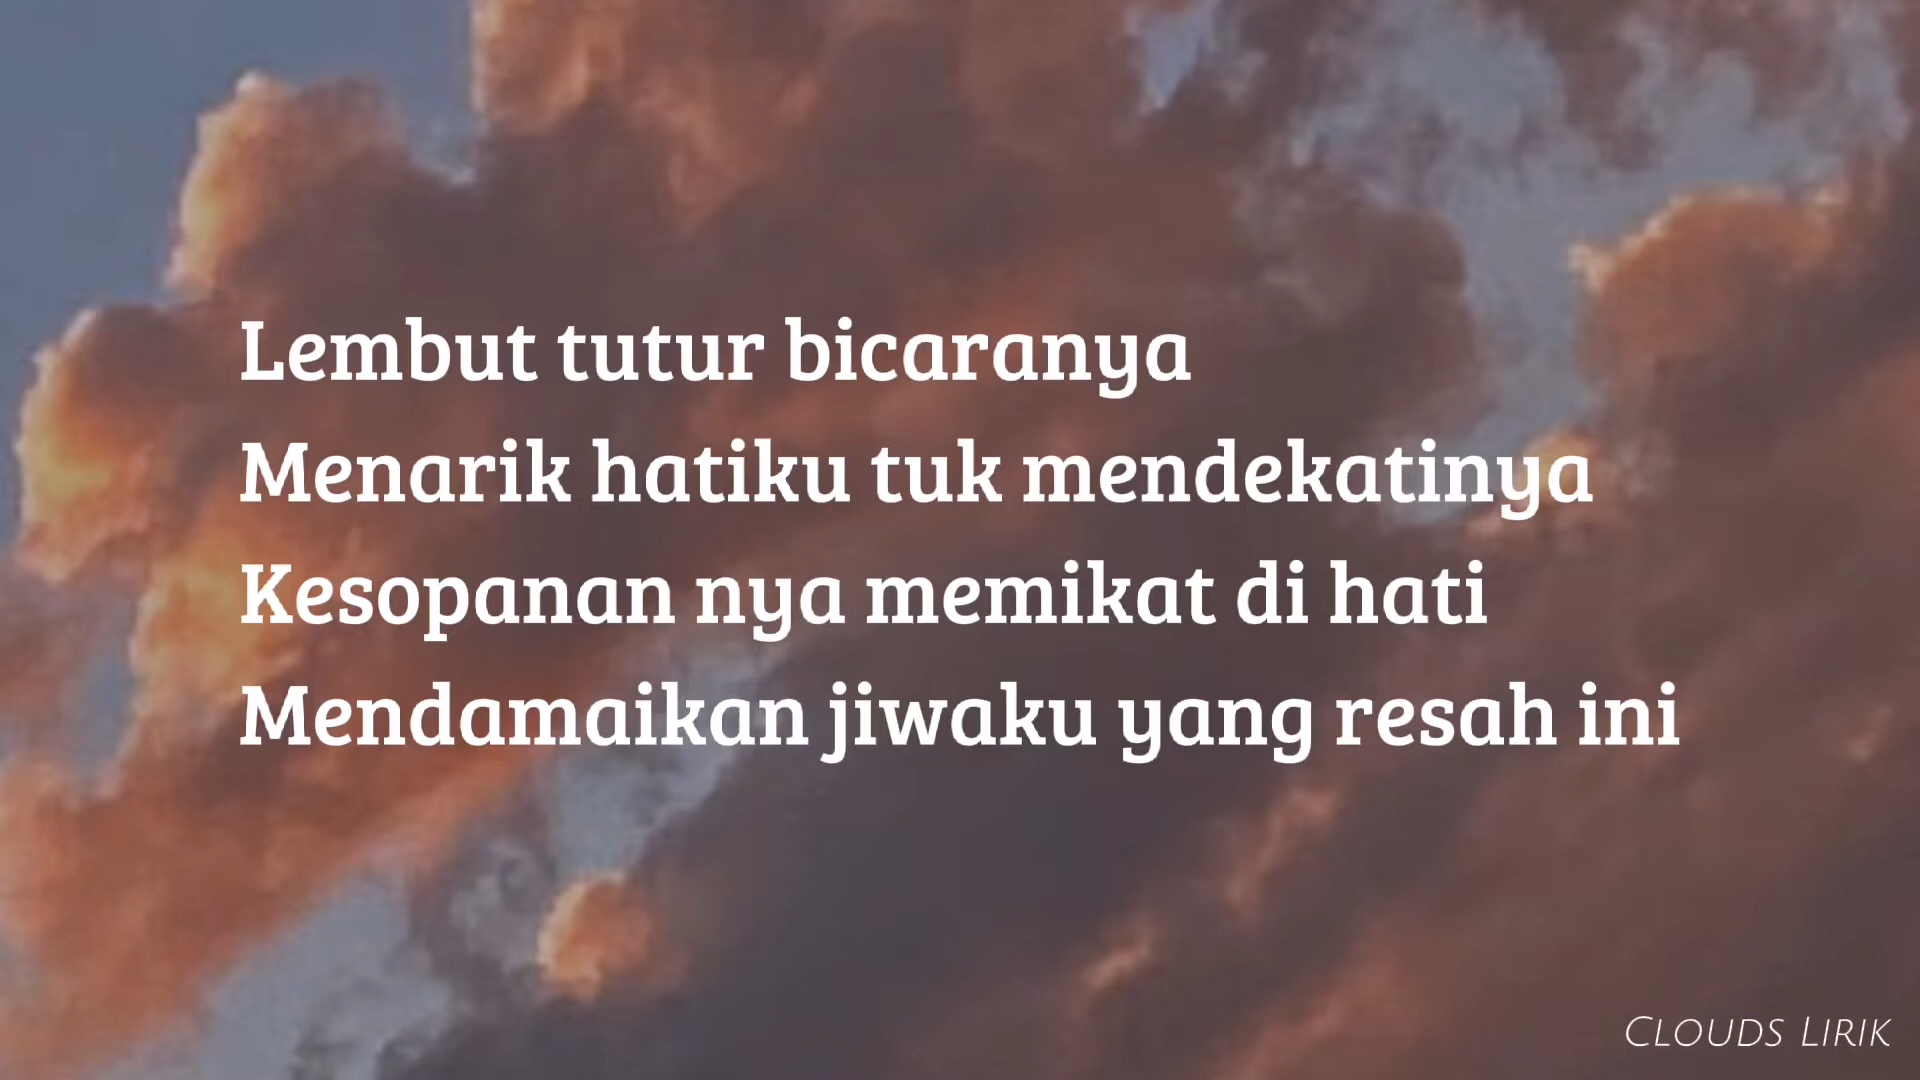 Lembut tutur bicaranya
Menarik hatiku tuk mendekatinya
Kesopanan nya memikat di hati
Mendamaikan jiwaku yang resah ini
CLOUDS LIRIK